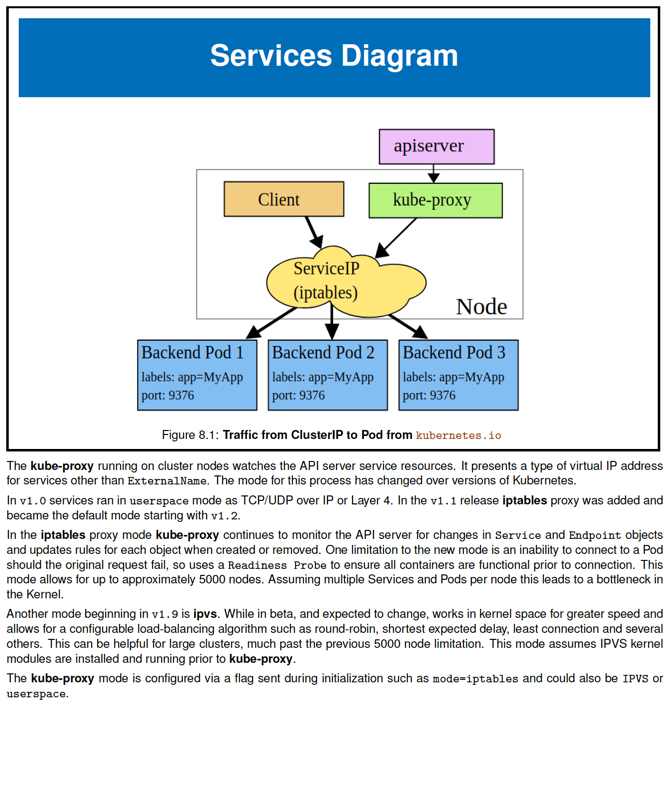 Services Diagram
apiserver
Client
kube-proxy
ServiceIP
(iptables)
Node
Backend Pod 1
labels: app=MyApp
port: 9376
Backend Pod 2
labels: app=MyApp
port: 9376
Backend Pod 3
labels: app=MyApp
port: 9376
Figure 8.1: Traffic from ClusterIP to Pod from kubernetes.io
The kube-proxy running on cluster nodes watches the API server service resources. It presents a type of virtual IP address
for services other than ExternalName. The mode for this process has changed over versions of Kubernetes.
In v1.0 services ran in userspace mode as TCP/UDP over IP or Layer 4. In the v1.1 release iptables proxy was added and
became the default mode starting with v1.2.
In the iptables proxy mode kube-proxy continues to monitor the API server for changes in Service and Endpoint objects
and updates rules for each object when created or removed. One limitation to the new mode is an inability to connect to a Pod
should the original request fail, so uses a Readiness Probe to ensure all containers are functional prior to connection. This
mode allows for up to approximately 5000 nodes. Assuming multiple Services and Pods per node this leads to a bottleneck in
the Kernel.
Another mode beginning in v1.9 is ipvs. While in beta, and expected to change, works in kernel space for greater speed and
allows for a configurable load-balancing algorithm such as round-robin, shortest expected delay, least connection and several
others. This can be helpful for large clusters, much past the previous 5000 node limitation. This mode assumes IPVS kernel
modules are installed and running prior to kube-proxy.
The kube-proxy mode is configured via a flag sent during initialization such as mode=iptables and could also be IPVS or
userspace.